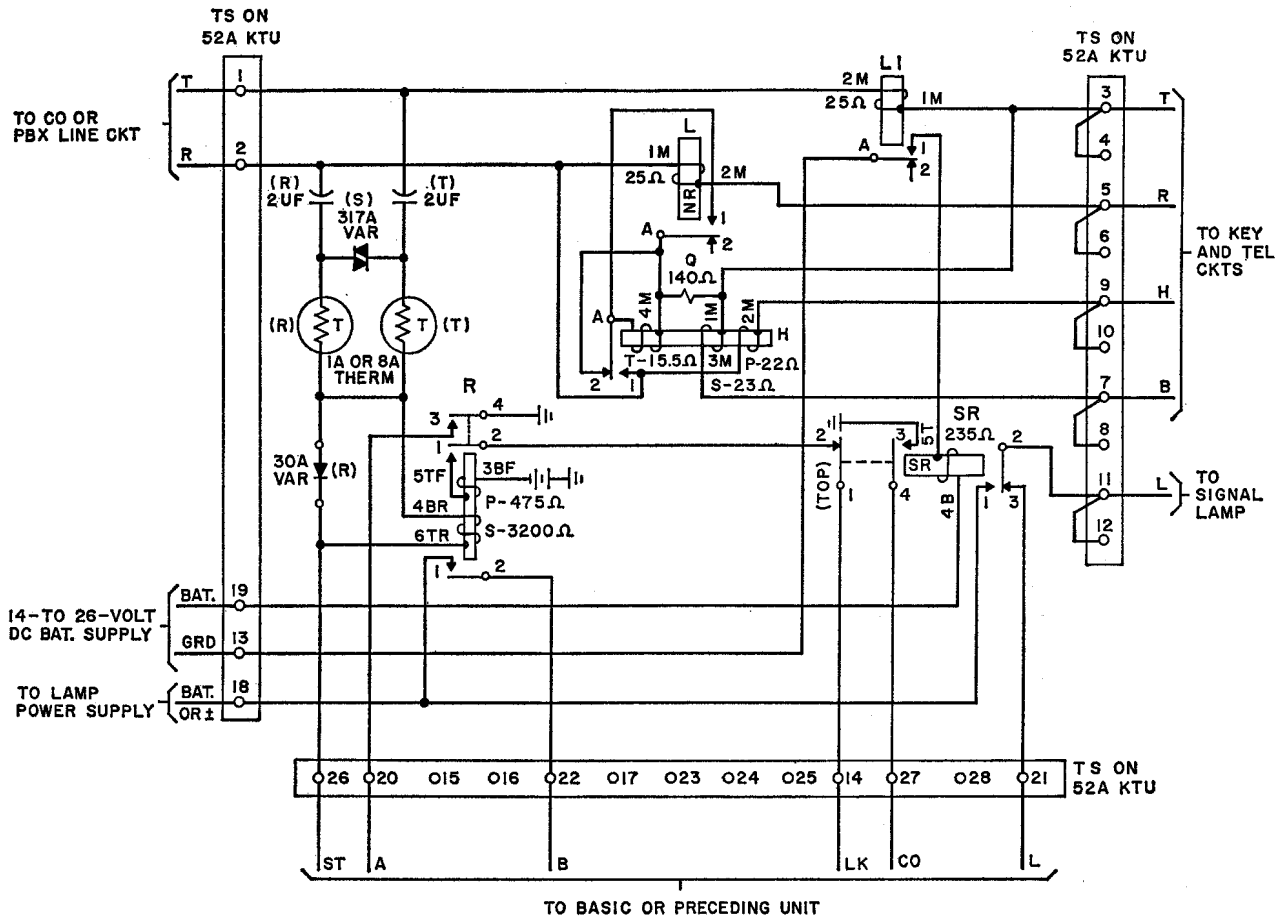 TS ON
52A KTU
TS ON
52A KTU
TO CO OR
PBX LINE CKT
T
R
1
2
L1
2M
25Ω
1M
A
1
2
3
4
5
6
9
10
7
8
11
12
T
R
H
B
L
TO KEY
AND TEL
CKTS
TO
SIGNAL
LAMP
L
1M
25Ω
2M
NR
1
A
2
Q
140Ω
4M
1M
2M
A
H
T-15.5Ω
3M
P-22Ω
S-23Ω
2
1
(R)
2UF
(S)
317A
VAR
(T)
2UF
(R)
T
T
(T)
1A OR 8A
THERM
R
3
4
1
2
30A
VAR
(R)
5TF
3BF
P-475Ω
4BR
S-3200Ω
6TR
1
2
2
3
5T
SR
235Ω
SR
(TOP)
1
4
4B
2
1
3
14-TO 26-VOLT
DC BAT. SUPPLY
BAT.
19
GRD
13
TO LAMP
POWER SUPPLY
BAT.
OR ±
18
26 20 15 16 22 17 23 24 25 14 27 28 21
TS ON
52A KTU
ST A B LK CO L
TO BASIC OR PRECEDING UNIT